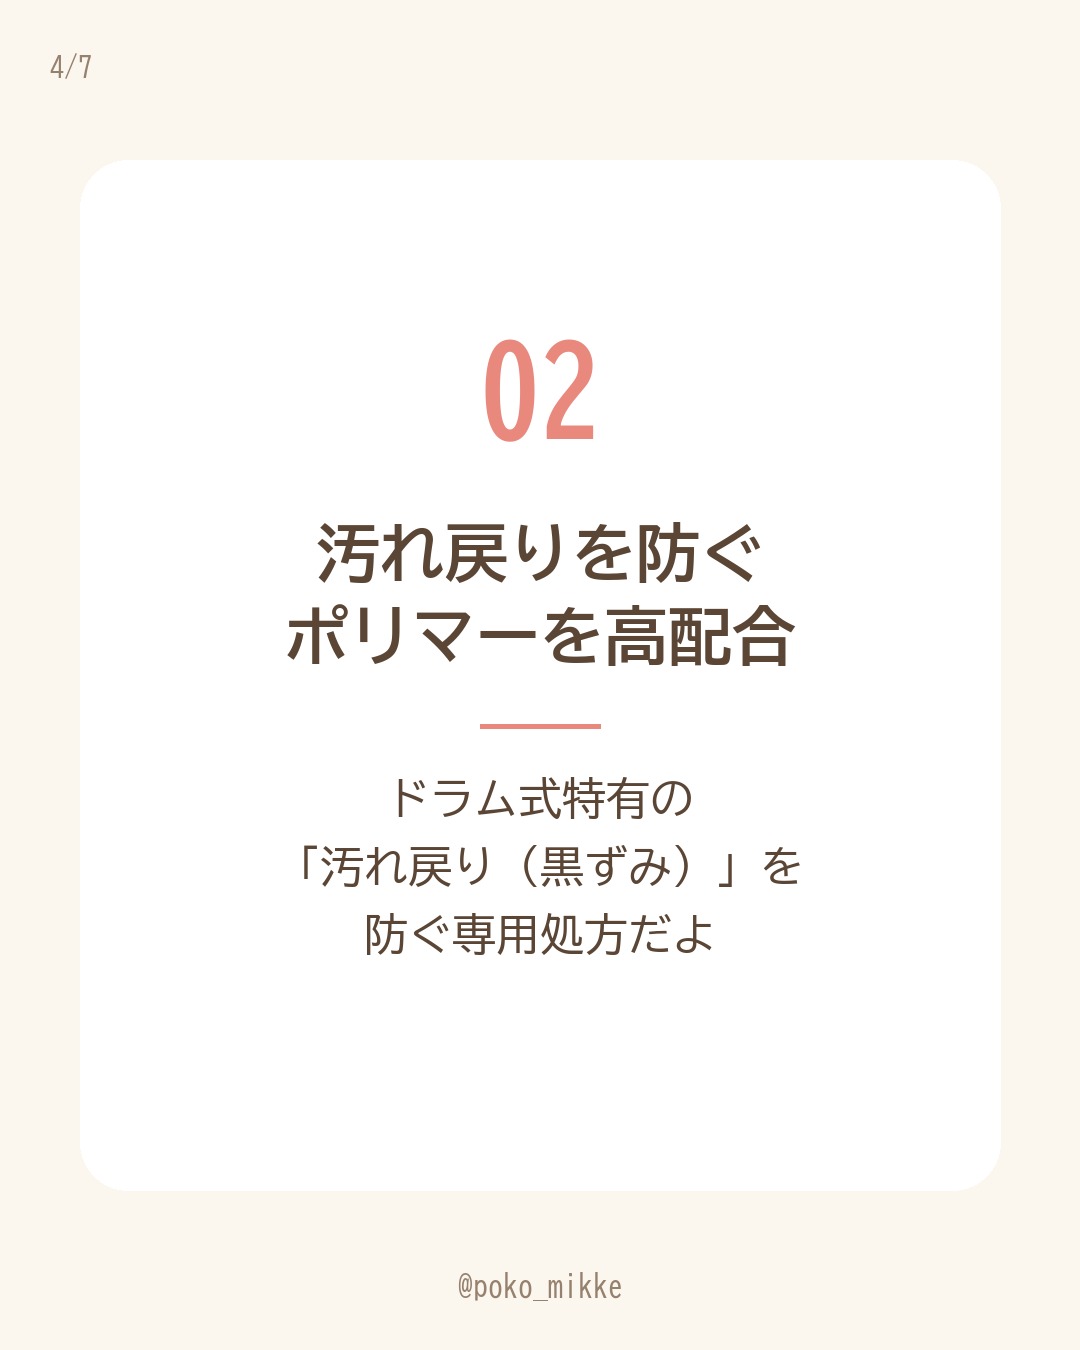 4/7
02
汚れ戻りを防ぐ
ポリマーを高配合
ドラム式特有の
「汚れ戻り（黒ずみ）」を
防ぐ専用処方だよ
@poko_mikke